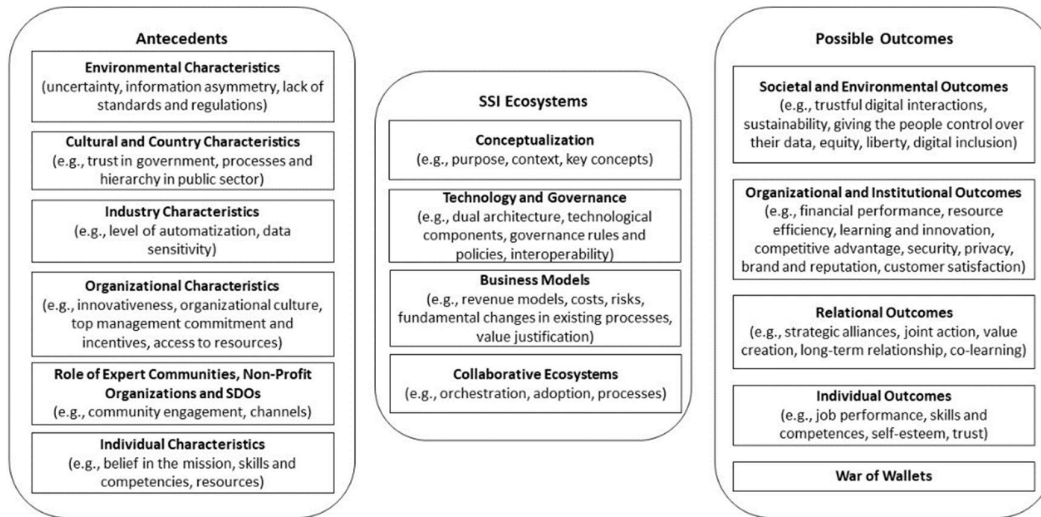 Antecedents
Environmental Characteristics
(uncertainty, information asymmetry, lack of
standards and regulations)
Cultural and Country Characteristics
(e.g., trust in government, processes and
hierarchy in public sector)
Industry Characteristics
(e.g., level of automatization, data
sensitivity)
Organizational Characteristics
(e.g., innovativeness, organizational culture,
top management commitment and
incentives, access to resources)
Role of Expert Communities, Non-Profit
Organizations and SDOs
(e.g., community engagement, channels)
Individual Characteristics
(e.g., belief in the mission, skills and
competencies, resources)
SSI Ecosystems
Conceptualization
(e.g., purpose, context, key concepts)
Technology and Governance
(e.g., dual architecture, technological
components, governance rules and
policies, interoperability)
Business Models
(e.g., revenue models, costs, risks,
fundamental changes in existing processes,
value justification)
Collaborative Ecosystems
(e.g., orchestration, adoption, processes)
Possible Outcomes
Societal and Environmental Outcomes
(e.g., trustful digital interactions,
sustainability, giving the people control over
their data, equity, liberty, digital inclusion)
Organizational and Institutional Outcomes
(e.g., financial performance, resource
efficiency, learning and innovation,
competitive advantage, security, privacy,
brand and reputation, customer satisfaction)
Relational Outcomes
(e.g., strategic alliances, joint action, value
creation, long-term relationship, co-learning)
Individual Outcomes
(e.g., job performance, skills and
competences, self-esteem, trust)
War of Wallets